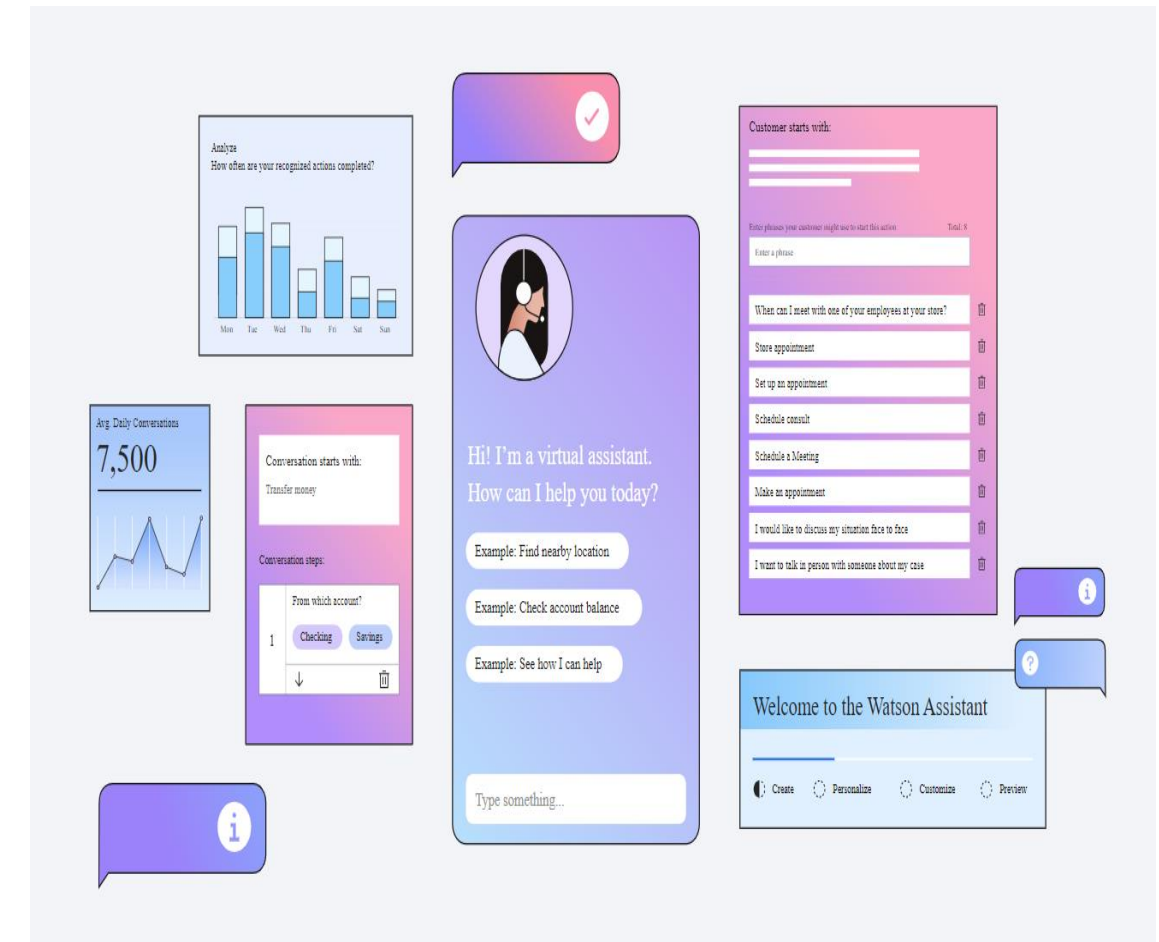 Analyze
How often are your recognized actions completed?
Mon Tue Wed Thu Fri Sat Sun
Avg. Daily Conversations
7,500
Conversation starts with:
Transfer money
Conversation steps:
From which account?
1
Checking Savings
Hi! I'm a virtual assistant.
How can I help you today?
Example: Find nearby location
Example: Check account balance
Example: See how I can help
Type something...
Customer starts with:
Enter phrases your customer might use to start this action Total: 8
Enter a phrase
When can I meet with one of your employees at your store?
Store appointment
Set up an appointment
Schedule consult
Schedule a Meeting
Make an appointment
I would like to discuss my situation face to face
I want to talk in person with someone about my case
Welcome to the Watson Assistant
Create Personalize Customize Preview